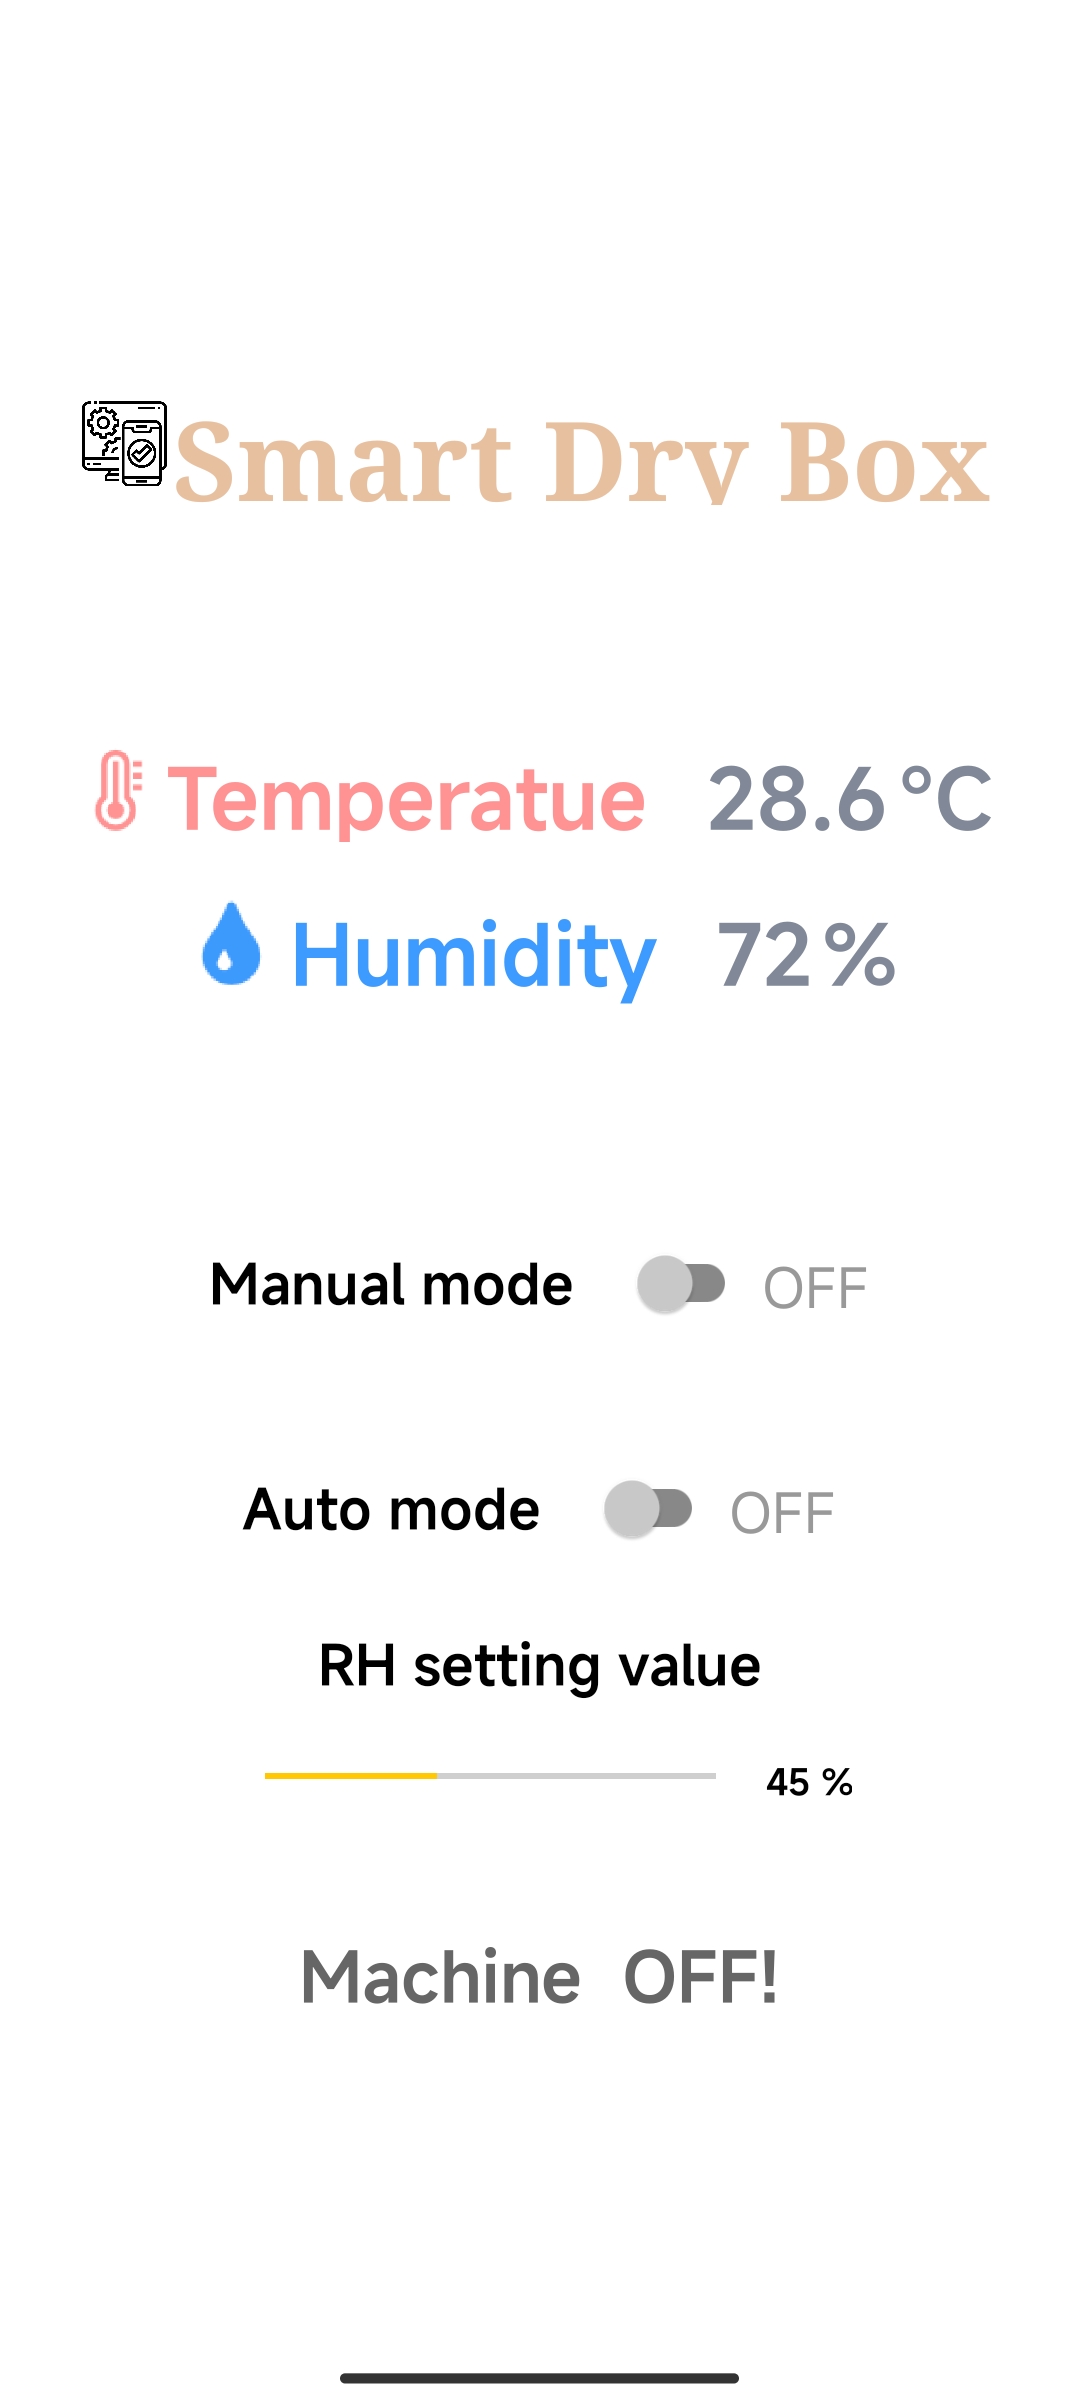 Smart Dry Box
Temperatue 28.6 °C
Humidity 72 %
Manual mode OFF
Auto mode OFF
RH setting value
45 %
Machine OFF!